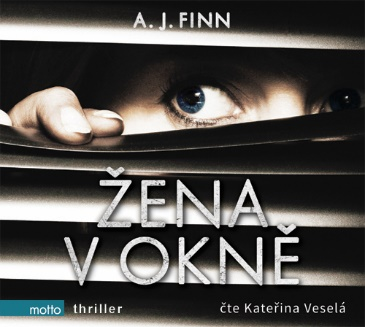 A. J. FINN
ŽENA
V OKNĚ
motto thriller
čte Kateřina Veselá